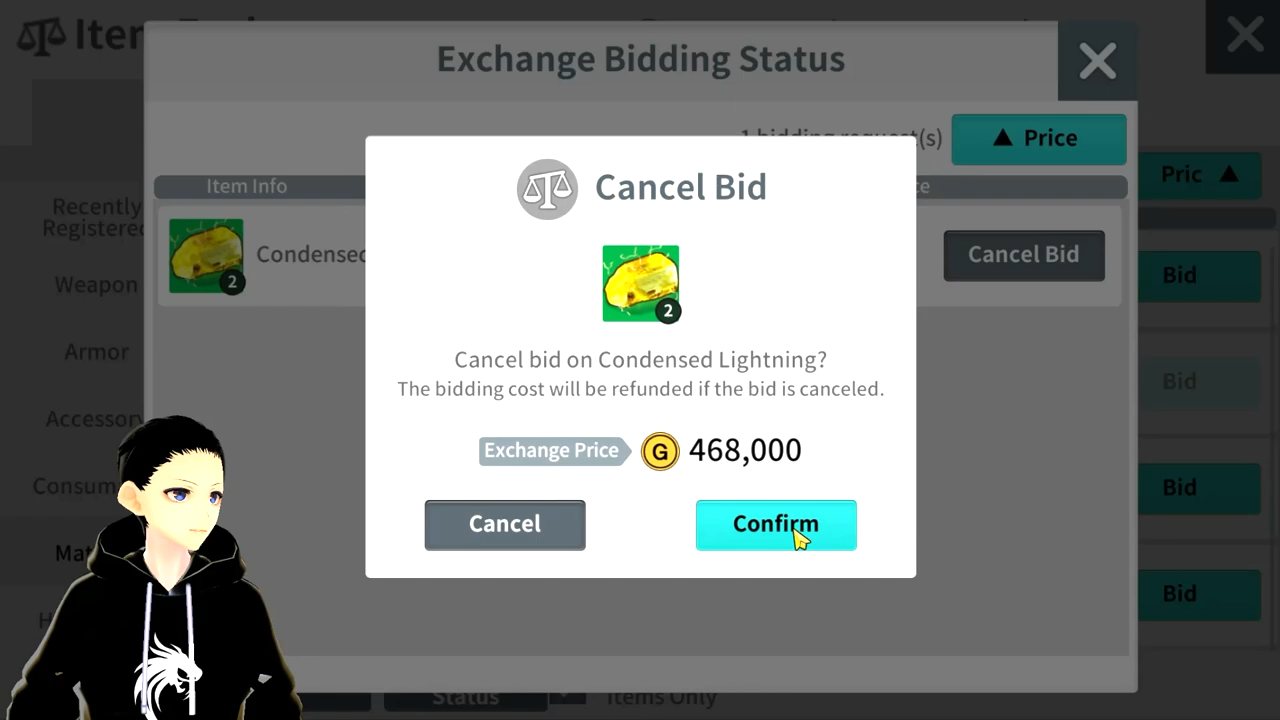 Exchange Bidding Status
1 bidding request(s)
▲ Price
Pric ▲
Item Info
Recently
Registered
Condensed
Cancel Bid
Weapon
Armor
Accessory
Cancel Bid
2
2
Cancel bid on Condensed Lightning?
The bidding cost will be refunded if the bid is canceled.
Exchange Price
G 468,000
Cancel
Confirm
Bid
Bid
Bid
Bid
Status
Items Only